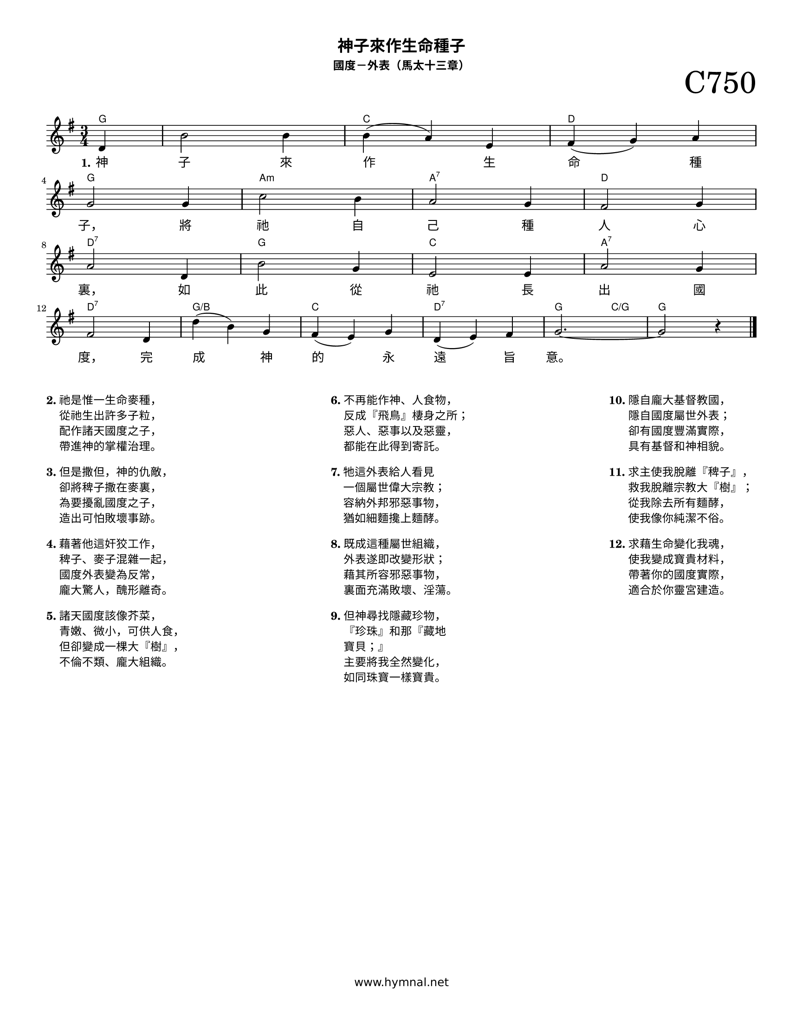 神子來作生命種子
國度－外表（馬太十三章）
C750
G C D
1. 神 子 來 作 生 命 種
4 G Am A7 D
子， 將 祂 自 己 種 人 心
8 D7 G C A7
裏， 如 此 從 祂 長 出 國
12 D7 G/B C D7 G C/G G
度， 完 成 神 的 永 遠 旨 意。
2. 祂是惟一生命麥種，
從祂生出許多子粒，
配作諸天國度之子，
帶進神的掌權治理。
3. 但是撒但，神的仇敵，
卻將稗子撒在麥裏，
為要擾亂國度之子，
造出可怕敗壞事跡。
4. 藉著他這奸狡工作，
稗子、麥子混雜一起，
國度外表變為反常，
龐大驚人，醜形離奇。
5. 諸天國度該像芥菜，
青嫩、微小，可供人食，
但卻變成一棵大『樹』，
不倫不類、龐大組織。
6. 不再能作神、人食物，
反成『飛鳥』棲身之所；
惡人、惡事以及惡靈，
都能在此得到寄託。
7. 牠這外表給人看見
一個屬世偉大宗教；
容納外邦邪惡事物，
猶如細麵攙上麵酵。
8. 既成這種屬世組織，
外表遂即改變形狀；
藉其所容邪惡事物，
裏面充滿敗壞、淫蕩。
9. 但神尋找隱藏珍物，
『珍珠』和那『藏地
寶貝；』
主要將我全然變化，
如同珠寶一樣寶貴。
10. 隱自龐大基督教國，
隱自國度屬世外表；
卻有國度豐滿實際，
具有基督和神相貌。
11. 求主使我脫離『稗子』，
救我脫離宗教大『樹』；
從我除去所有麵酵，
使我像你純潔不俗。
12. 求藉生命變化我魂，
使我變成寶貴材料，
帶著你的國度實際，
適合於你靈宮建造。
www.hymnal.net